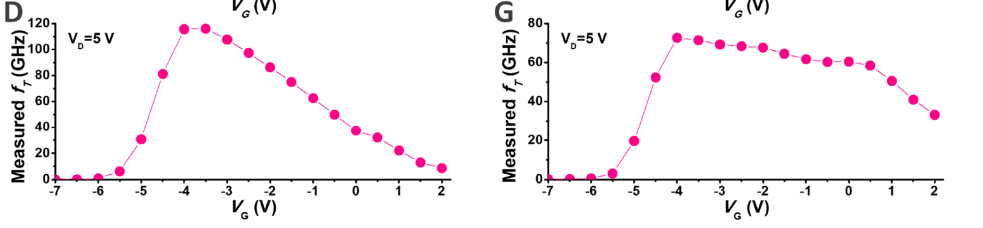 D
V_G (V)
120
100
80
60
40
20
0
Measured f_T (GHz)
V_D=5 V
-7 -6 -5 -4 -3 -2 -1 0 1 2
V_G (V)
G
V_G (V)
80
60
40
20
0
Measured f_T (GHz)
V_D=5 V
-7 -6 -5 -4 -3 -2 -1 0 1 2
V_G (V)